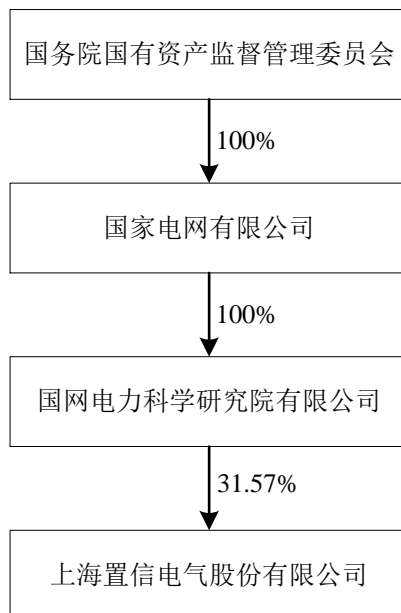 国务院国有资产监督管理委员会
100%
国家电网有限公司
100%
国网电力科学研究院有限公司
31.57%
上海置信电气股份有限公司